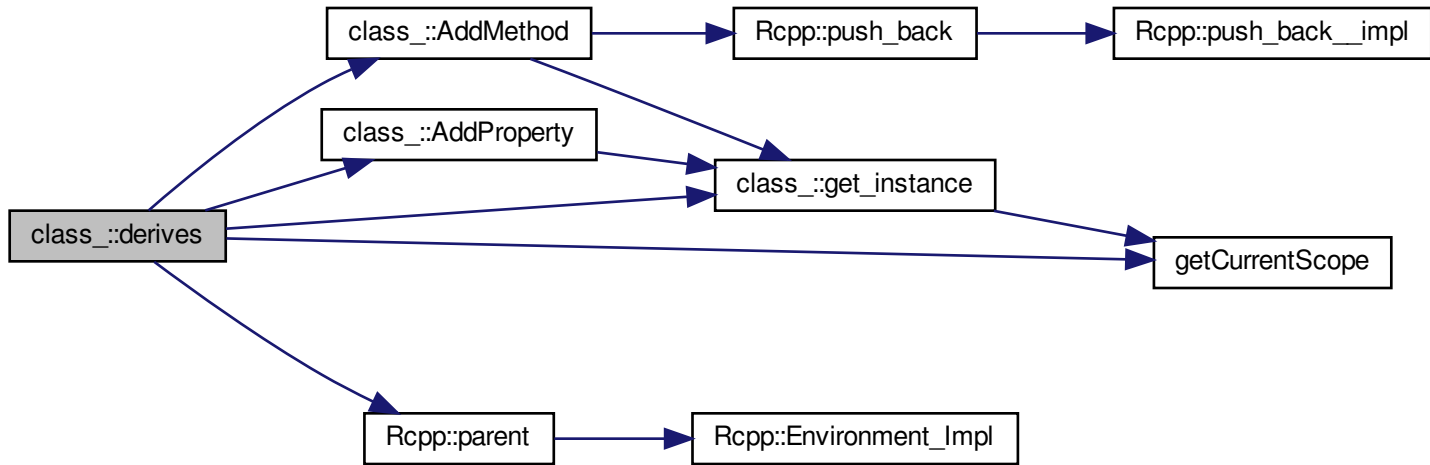 class_::AddMethod
Rcpp::push_back
Rcpp::push_back__impl
class_::AddProperty
class_::get_instance
class_::derives
getCurrentScope
Rcpp::parent
Rcpp::Environment_Impl